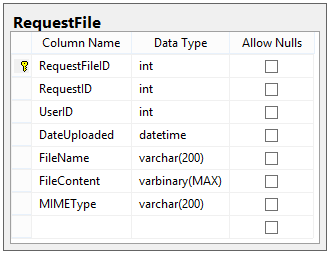 RequestFile
Column Name Data Type Allow Nulls
RequestFileID int
RequestID int
UserID int
DateUploaded datetime
FileName varchar(200)
FileContent varbinary(MAX)
MIMEType varchar(200)